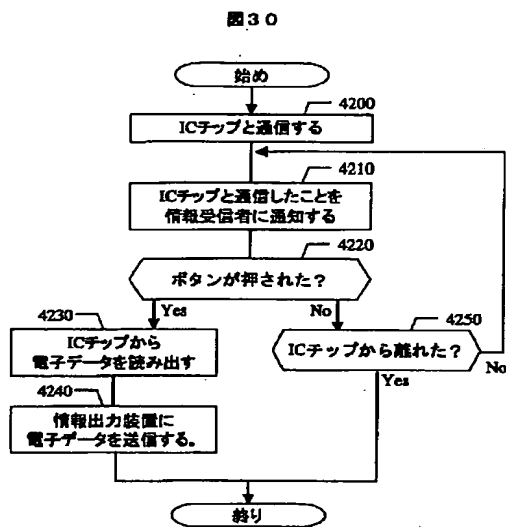 図30
始め
4200
ICチップと通信する
4210
ICチップと通信したことを
情報受信者に通知する
4220
ボタンが押された？
Yes
No
4230
ICチップから
電子データを読み出す
4250
ICチップから離れた？
No
Yes
4240
情報出力装置に
電子データを送信する。
終り